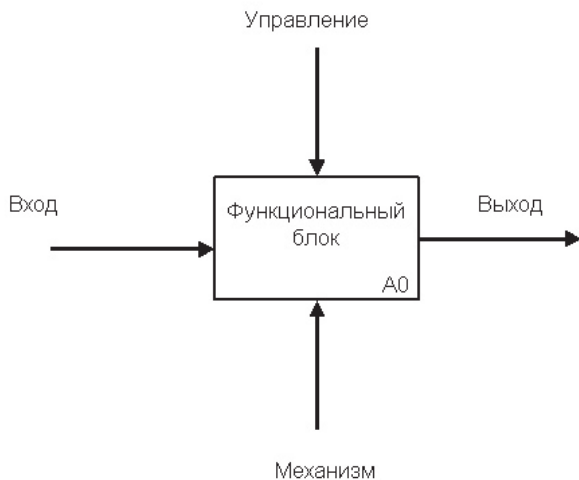 Управление
Вход
Функциональный
блок
Выход
A0
Механизм